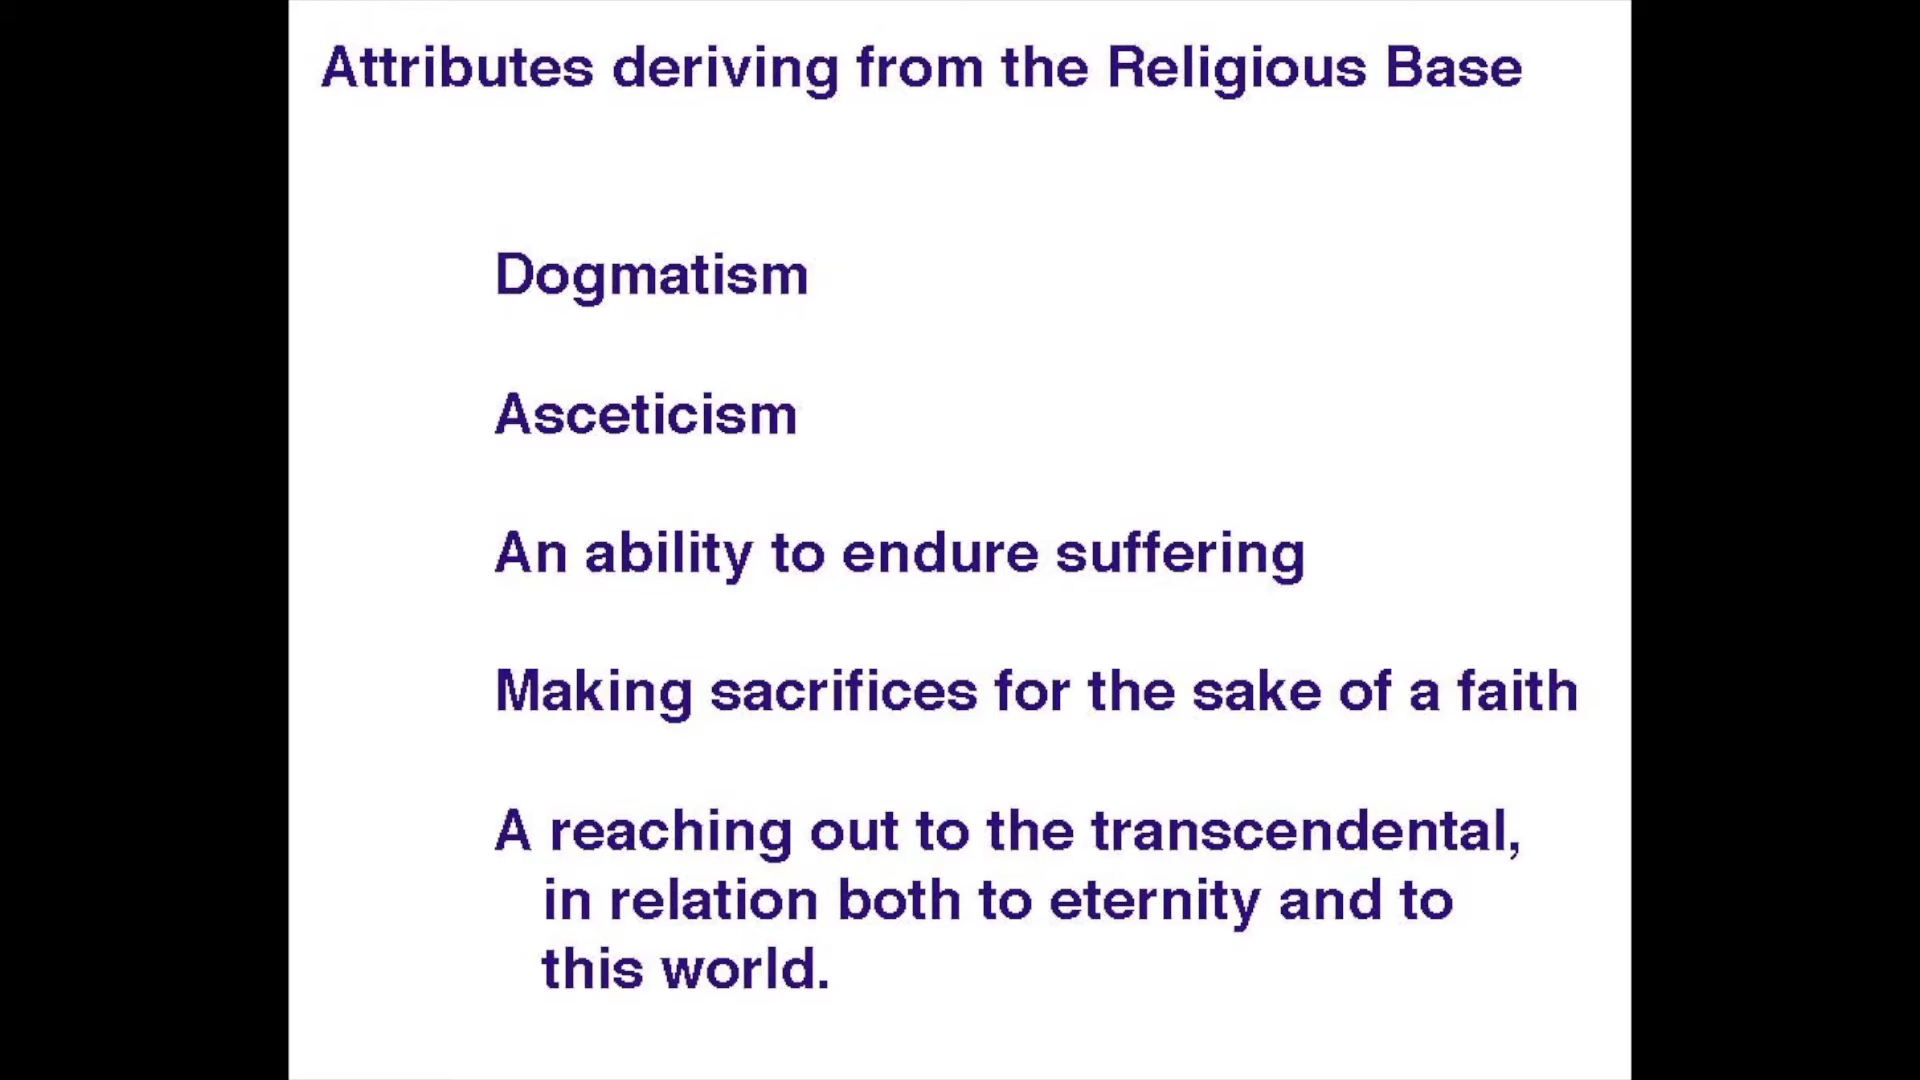 Attributes deriving from the Religious Base
Dogmatism
Asceticism
An ability to endure suffering
Making sacrifices for the sake of a faith
A reaching out to the transcendental,
in relation both to eternity and to
this world.